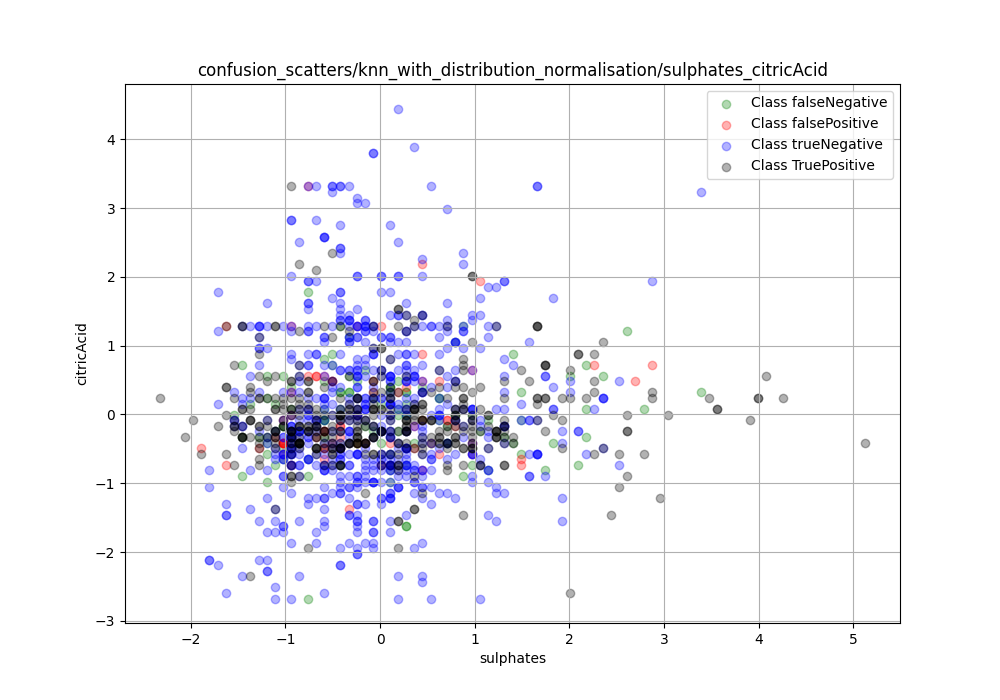 confusion_scatters/knn_with_distribution_normalisation/sulphates_citricAcid
Class falseNegative
Class falsePositive
Class trueNegative
Class TruePositive
citricAcid
4
3
2
1
0
−1
−2
−3
−2 −1 0 1 2 3 4 5
sulphates